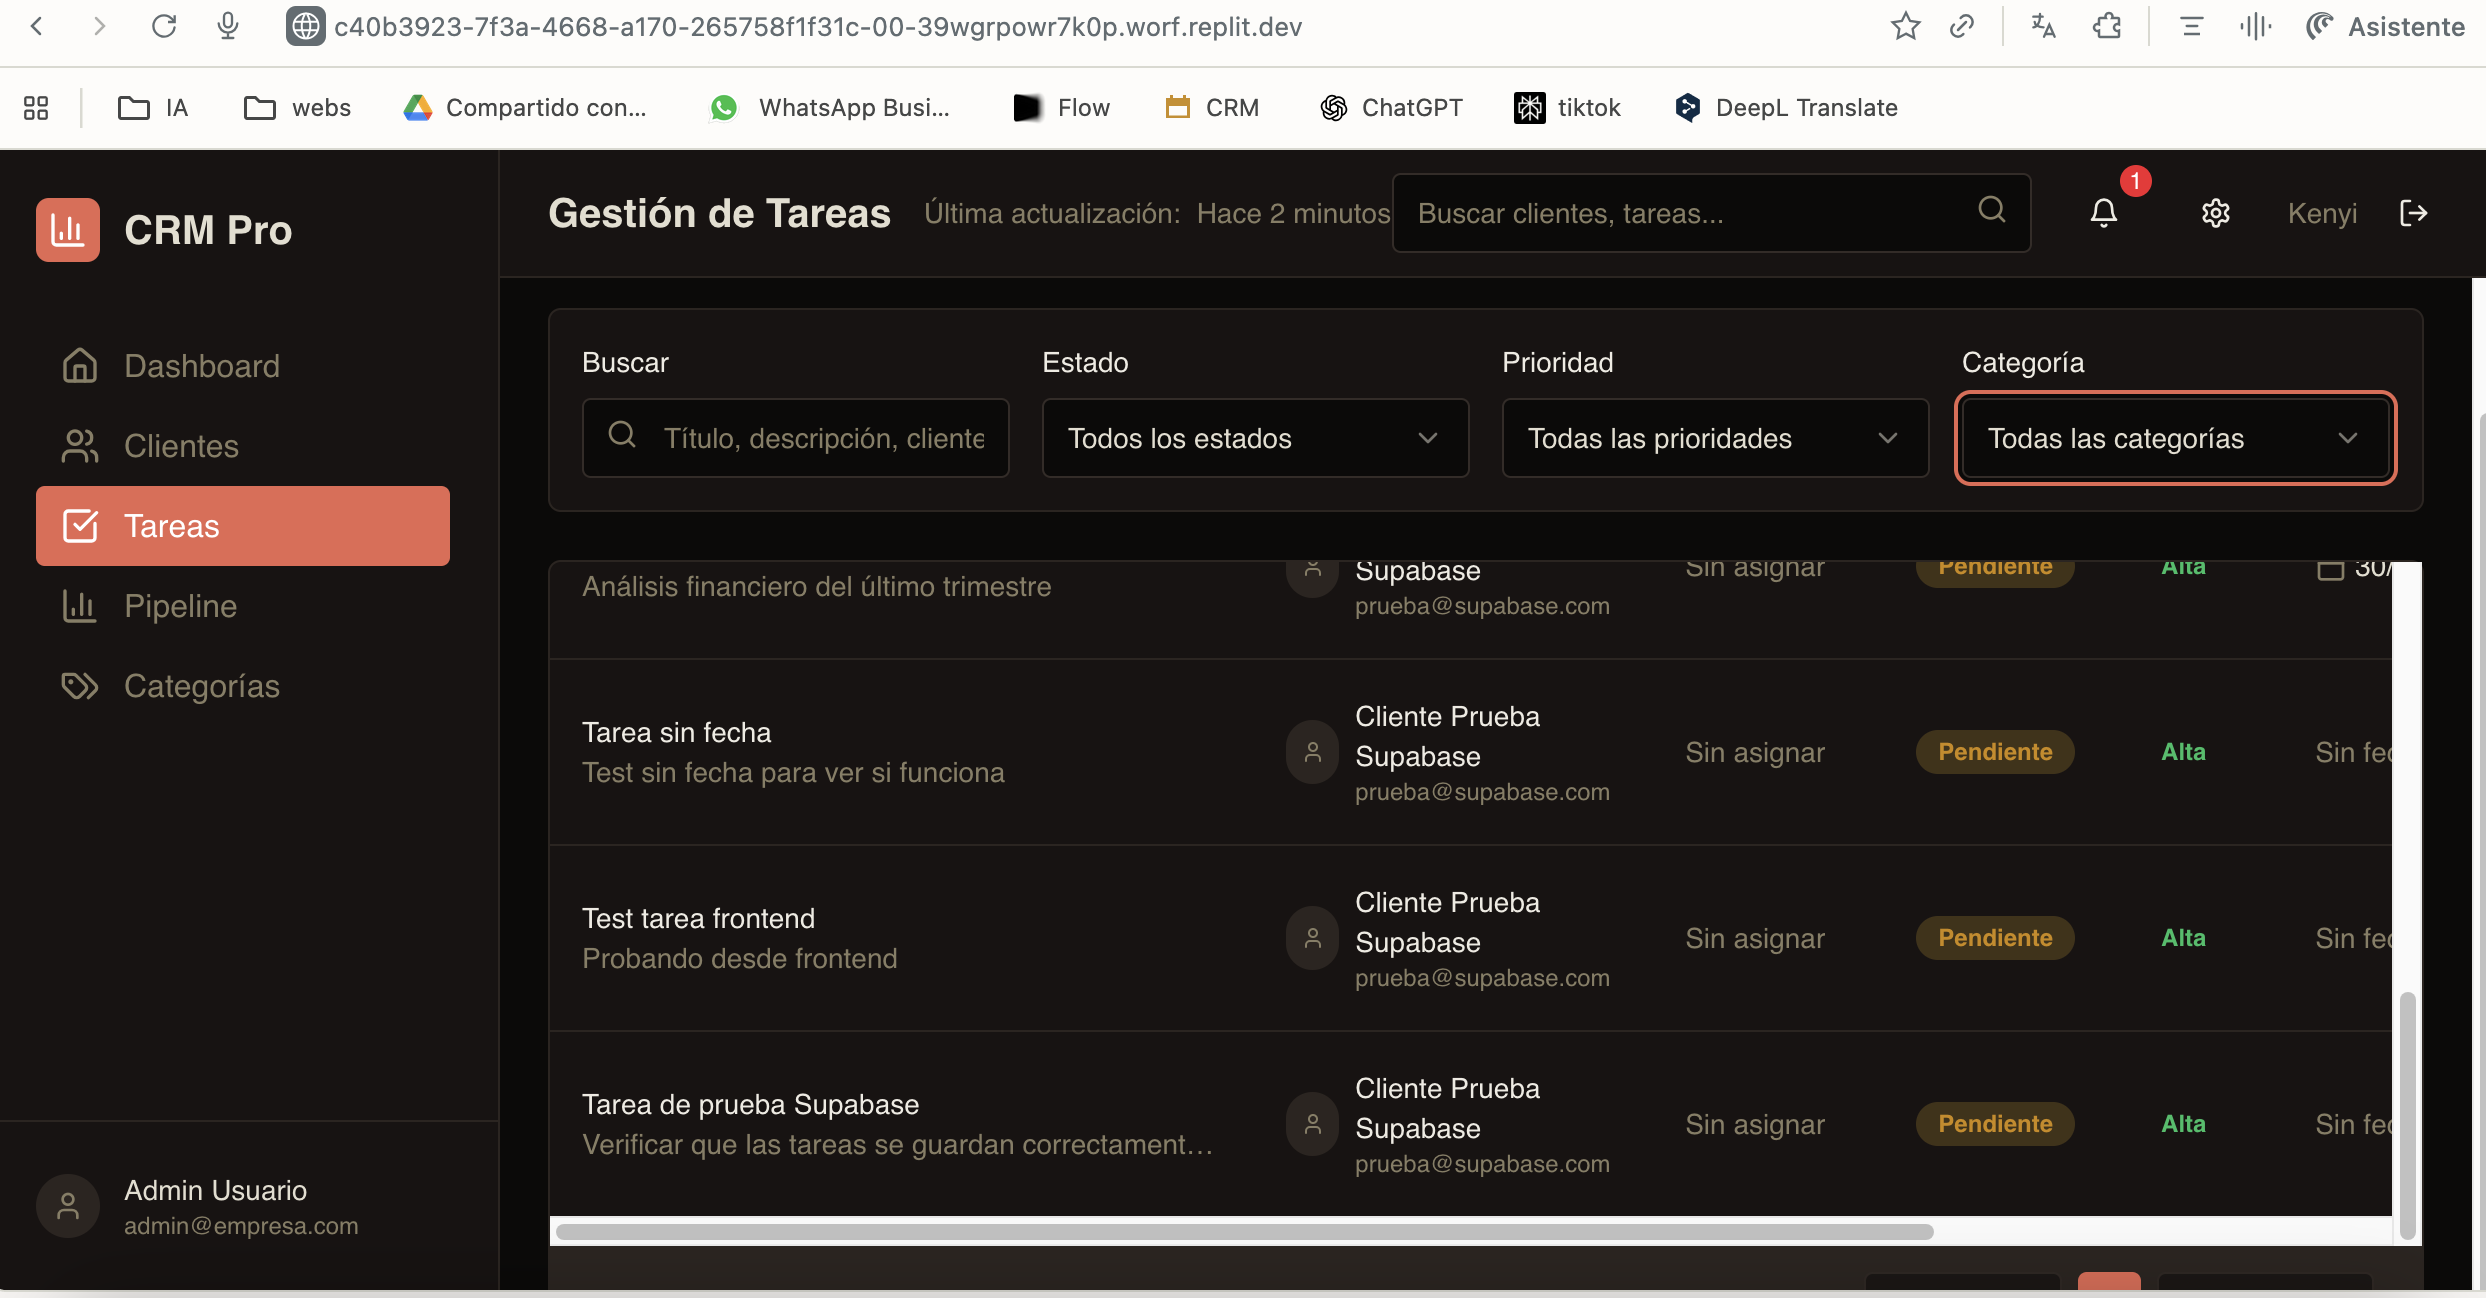 c40b3923-7f3a-4668-a170-265758f1f31c-00-39wgrpowr7k0p.worf.replit.dev
Asistente
IA
webs
Compartido con...
WhatsApp Busi...
Flow
CRM
ChatGPT
tiktok
DeepL Translate
CRM Pro
Gestión de Tareas
Última actualización: Hace 2 minutos
Buscar clientes, tareas...
1
Kenyi
Dashboard
Clientes
Tareas
Pipeline
Categorías
Admin Usuario
admin@empresa.com
Buscar
Estado
Prioridad
Categoría
Título, descripción, cliente
Todos los estados
Todas las prioridades
Todas las categorías
Análisis financiero del último trimestre
Supabase
prueba@supabase.com
Sin asignar
Pendiente
Alta
30/
Tarea sin fecha
Test sin fecha para ver si funciona
Cliente Prueba
Supabase
prueba@supabase.com
Sin asignar
Pendiente
Alta
Sin fec
Test tarea frontend
Probando desde frontend
Cliente Prueba
Supabase
prueba@supabase.com
Sin asignar
Pendiente
Alta
Sin fec
Tarea de prueba Supabase
Verificar que las tareas se guardan correctament...
Cliente Prueba
Supabase
prueba@supabase.com
Sin asignar
Pendiente
Alta
Sin fec